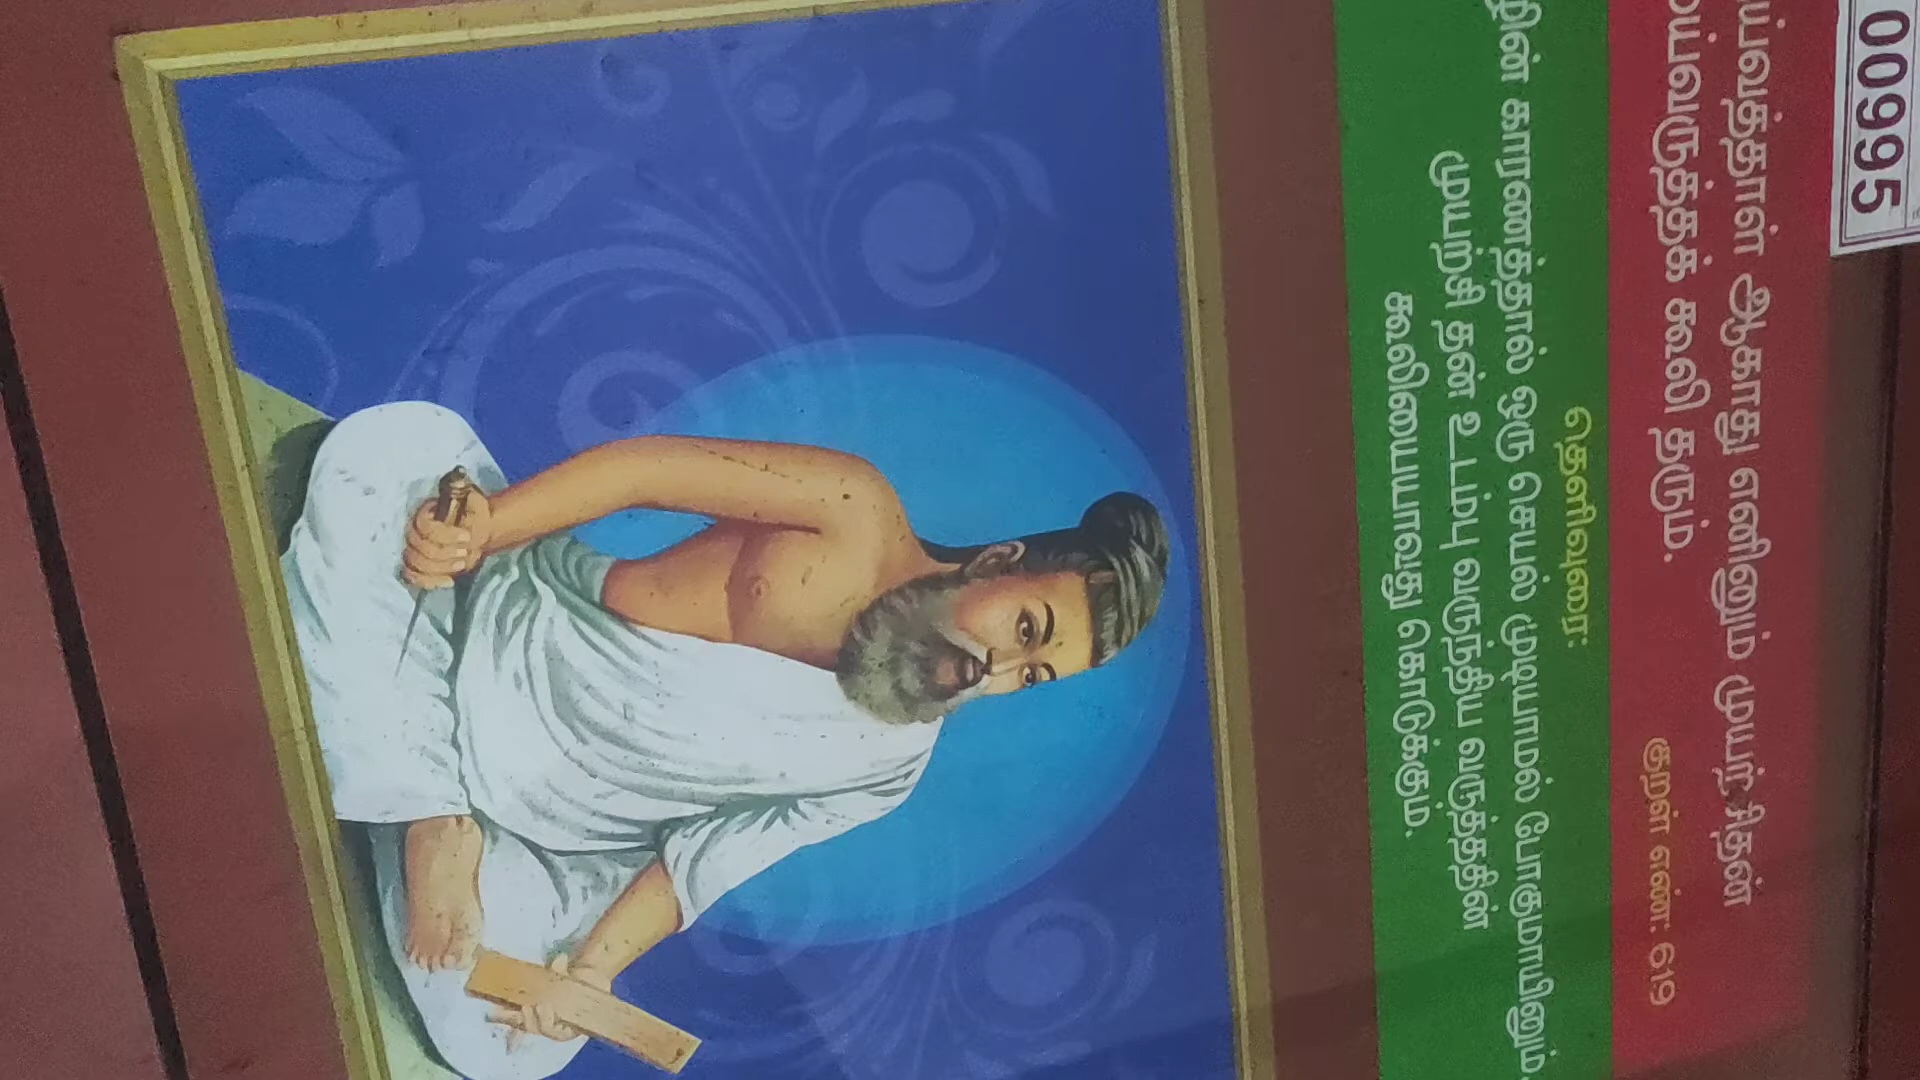 00995
ய்வத்தான் ஆகாது எனினும் முயற்சிதன்
மெய்வருத்தக் கூலி தரும்.
குறள் எண்: 619
தெளிவுரை:
ழின் காரணத்தால் ஒரு செயல் முடியாமல் போகுமாயினும்,
முயற்சி தன் உடம்பு வருந்திய வருத்தத்தின்
கூலியையாவது கொடுக்கும்.